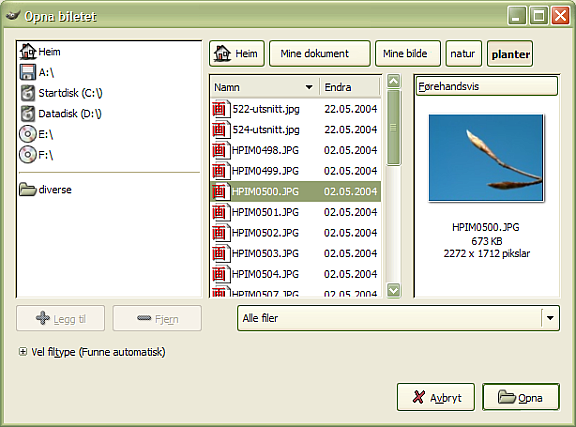 Opna biletet
Heim
A:\
Startdisk (C:\)
Datadisk (D:\)
E:\
F:\
diverse
Legg til
Fjern
Heim
Mine dokument
Mine bilde
natur
planter
Namn Endra
522-utsnitt.jpg 22.05.2004
524-utsnitt.jpg 22.05.2004
HPIM0498.JPG 02.05.2004
HPIM0499.JPG 02.05.2004
HPIM0500.JPG 02.05.2004
HPIM0501.JPG 02.05.2004
HPIM0502.JPG 02.05.2004
HPIM0503.JPG 02.05.2004
HPIM0504.JPG 02.05.2004
HPIM0507.JPG 02.05.2004
Førehandsvis
HPIM0500.JPG
673 KB
2272 x 1712 pikslar
Alle filer
Vel filtype (Funne automatisk)
Avbryt
Opna